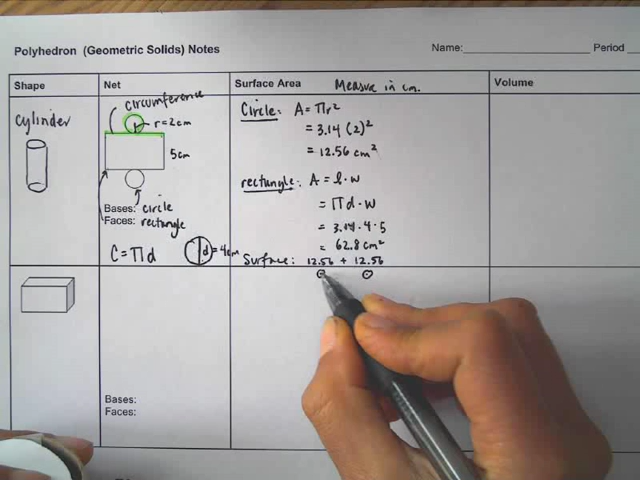 Polyhedron (Geometric Solids) Notes
Name:
Period
Shape
Net
Surface Area
Measure in cm.
Volume
cylinder
circumference
r=2cm
5cm
Bases: circle
Faces: rectangle
C=πd
d=4cm
Circle: A = πr²
= 3.14 (2)²
= 12.56 cm²
rectangle: A = l·w
= πd·w
= 3.14·4·5
= 62.8 cm²
Surface: 12.56 + 12.56
Bases:
Faces: